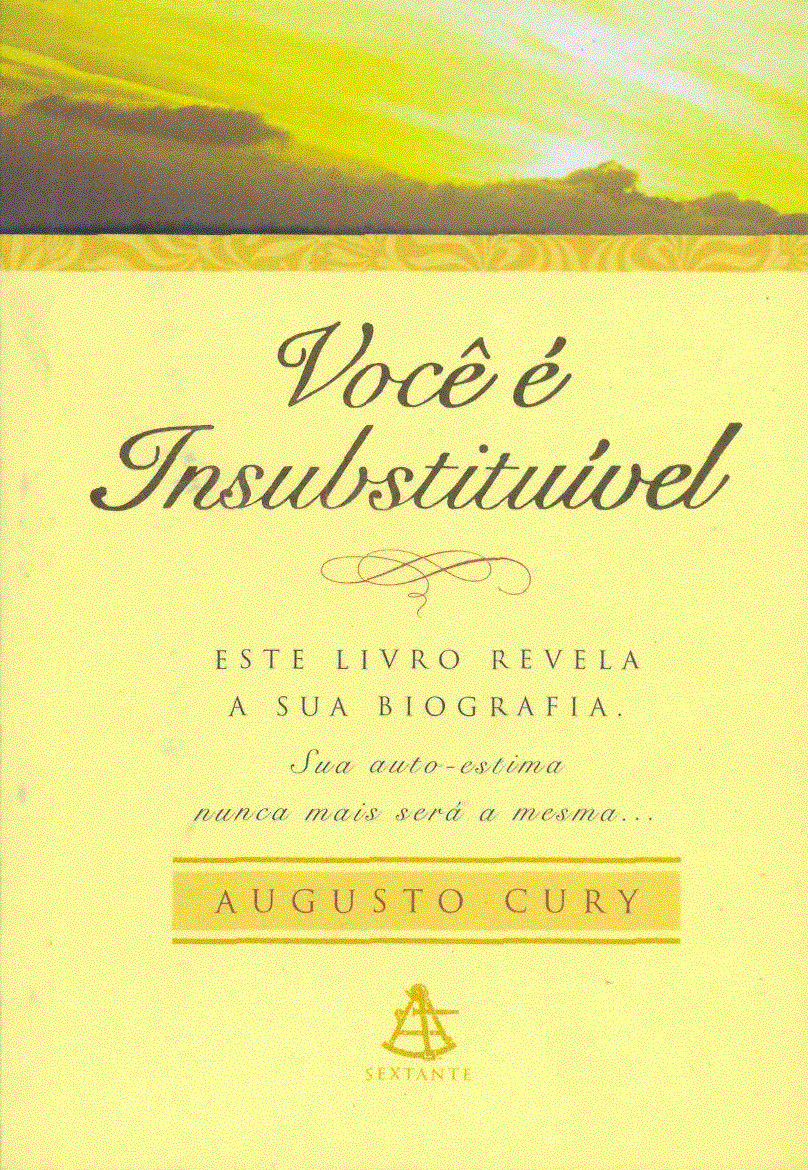 Você é
Insubstituível
ESTE LIVRO REVELA
A SUA BIOGRAFIA.
Sua auto-estima
nunca mais será a mesma...
AUGUSTO CURY
SEXTANTE